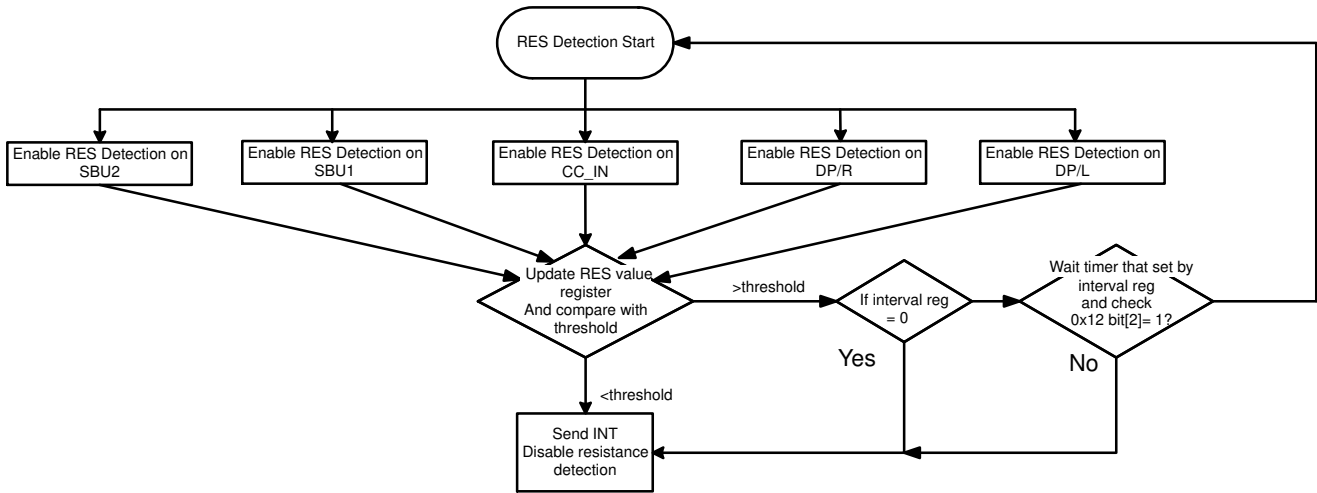 RES Detection Start
Enable RES Detection on
SBU2
Enable RES Detection on
SBU1
Enable RES Detection on
CC_IN
Enable RES Detection on
DP/R
Enable RES Detection on
DP/L
Update RES value
register
And compare with
threshold
>threshold
If interval reg
= 0
Wait timer that set by
interval reg
and check
0x12 bit[2]= 1?
Yes
No
<threshold
Send INT
Disable resistance
detection